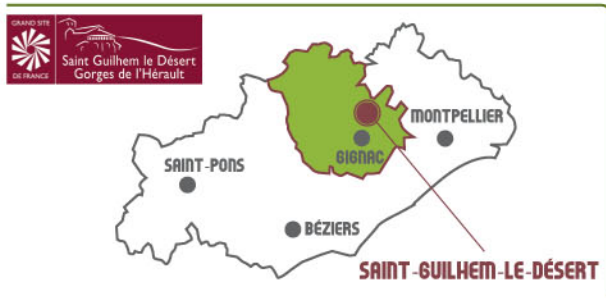 GRAND SITE
DE FRANCE
Saint Guilhem le Désert
Gorges de l'Hérault
MONTPELLIER
GIGNAC
SAINT-PONS
BÉZIERS
SAINT-GUILHEM-LE-DÉSERT